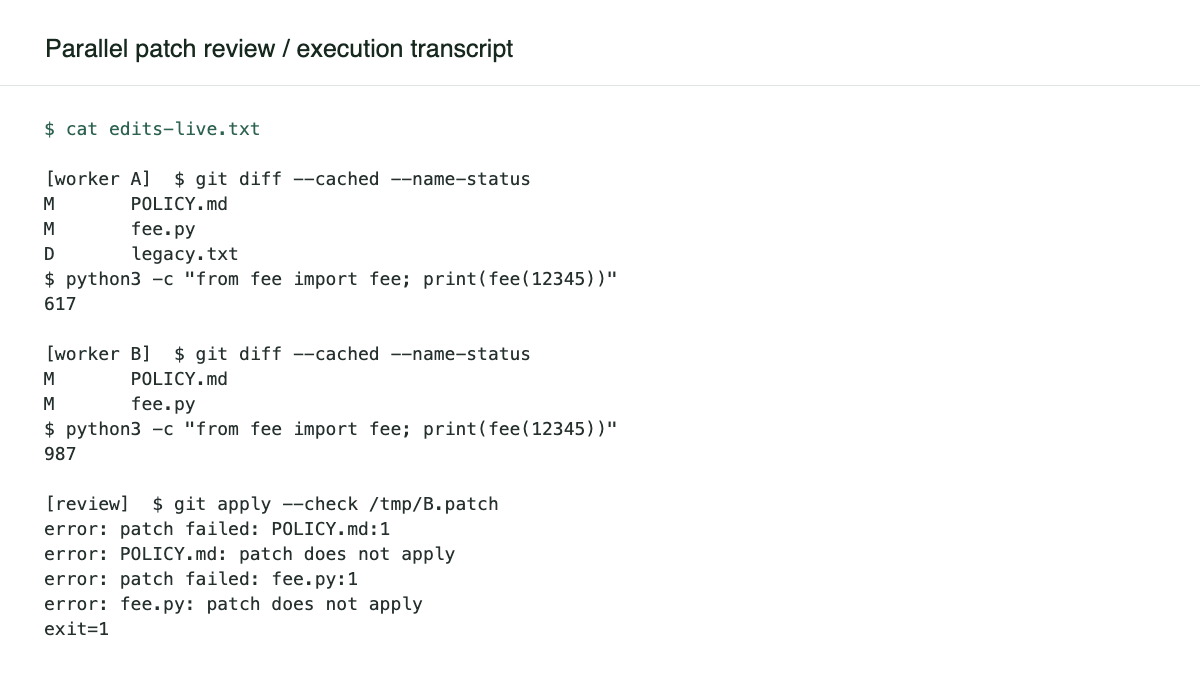 Parallel patch review / execution transcript
$ cat edits-live.txt
[worker A]  $ git diff --cached --name-status
M       POLICY.md
M       fee.py
D       legacy.txt
$ python3 -c "from fee import fee; print(fee(12345))"
617
[worker B]  $ git diff --cached --name-status
M       POLICY.md
M       fee.py
$ python3 -c "from fee import fee; print(fee(12345))"
987
[review]  $ git apply --check /tmp/B.patch
error: patch failed: POLICY.md:1
error: POLICY.md: patch does not apply
error: patch failed: fee.py:1
error: fee.py: patch does not apply
exit=1